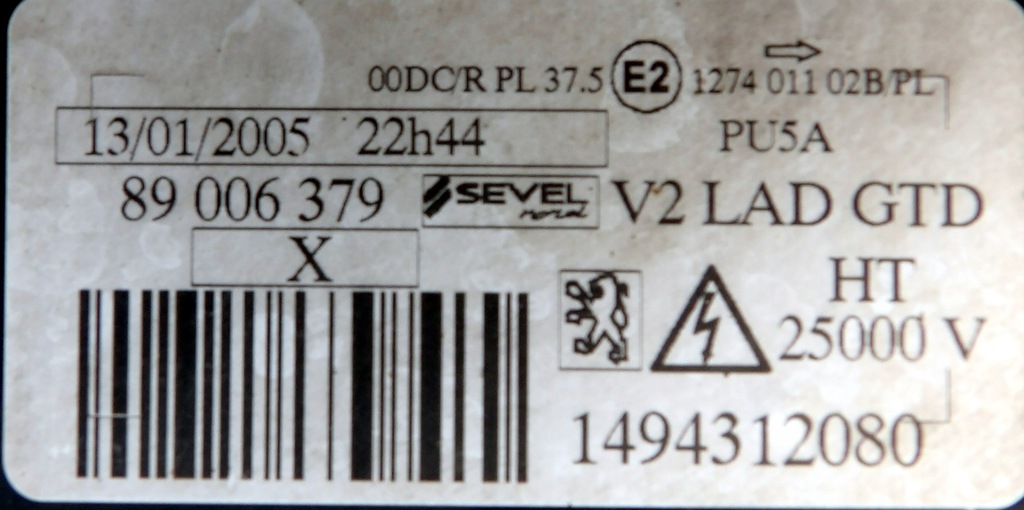 00DC/R PL 37.5 E2 1274 011 02B/PL
13/01/2005 22h44 PU5A
89 006 379 SEVEL nord V2 LAD GTD
X
HT
25000 V
1494312080